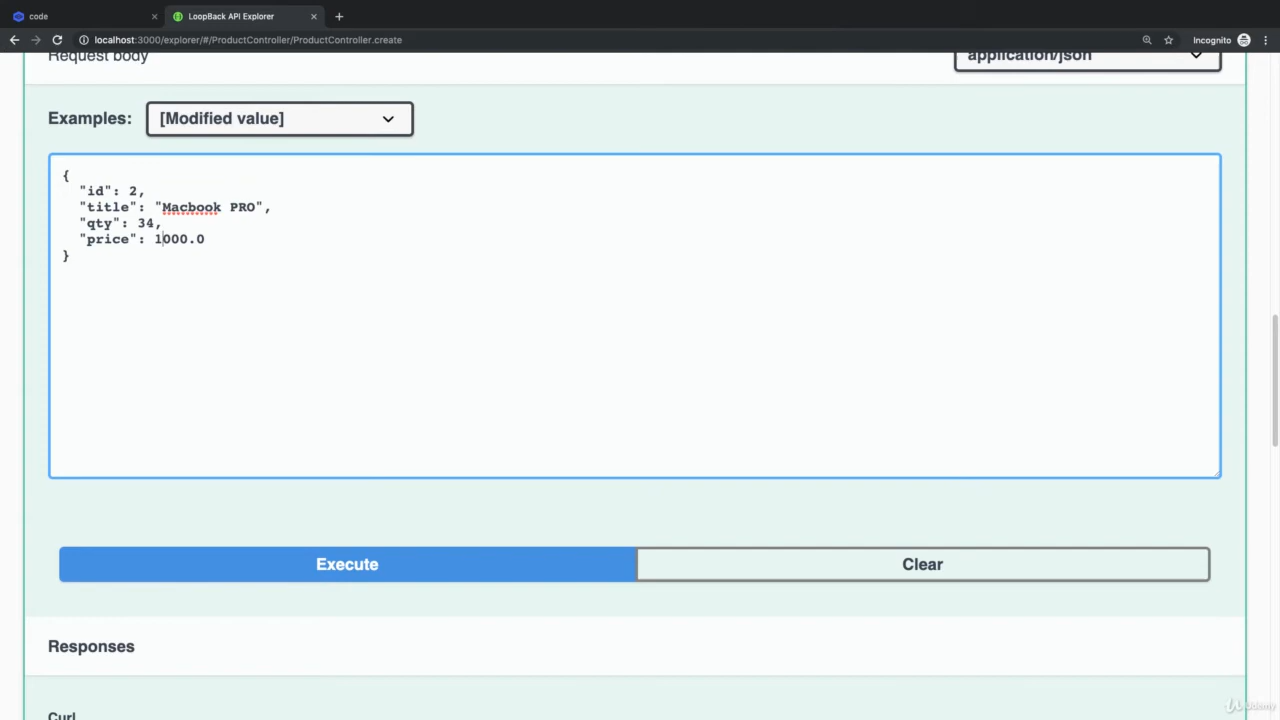 code
LoopBack API Explorer
localhost:3000/explorer/#/ProductController/ProductController.create
Incognito
Request body
application/json
Examples:
[Modified value]
{
"id": 2,
"title": "Macbook PRO",
"qty": 34,
"price": 1000.0
}
Execute
Clear
Responses
Curl
Udemy